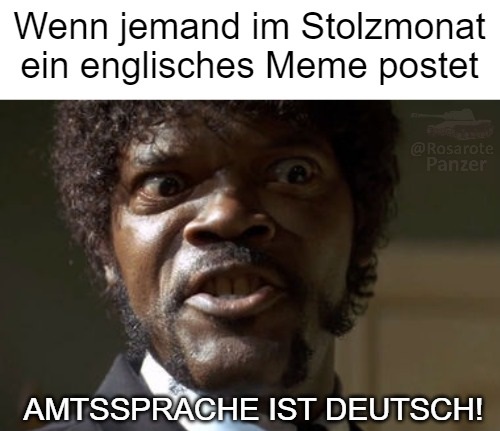 Wenn jemand im Stolzmonat
ein englisches Meme postet
@Rosarote
Panzer
AMTSSPRACHE IST DEUTSCH!